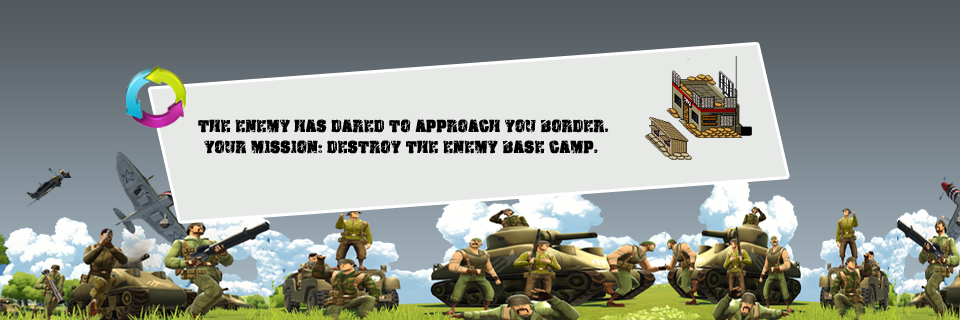 THE ENEMY HAS DARED TO APPROACH YOU BORDER.
YOUR MISSION: DESTROY THE ENEMY BASE CAMP.